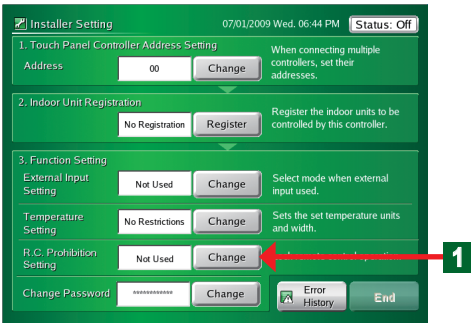 Installer Setting
07/01/2009 Wed. 06:44 PM
Status: Off
1. Touch Panel Controller Address Setting
Address
00
Change
When connecting multiple
controllers, set their
addresses.
2. Indoor Unit Registration
No Registration
Register
Register the indoor units to be
controlled by this controller.
3. Function Setting
External Input
Setting
Not Used
Change
Select mode when external
input used.
Temperature
Setting
No Restrictions
Change
Sets the set temperature units
and width.
R.C. Prohibition
Setting
Not Used
Change
1
Change Password
************
Change
Error
History
End